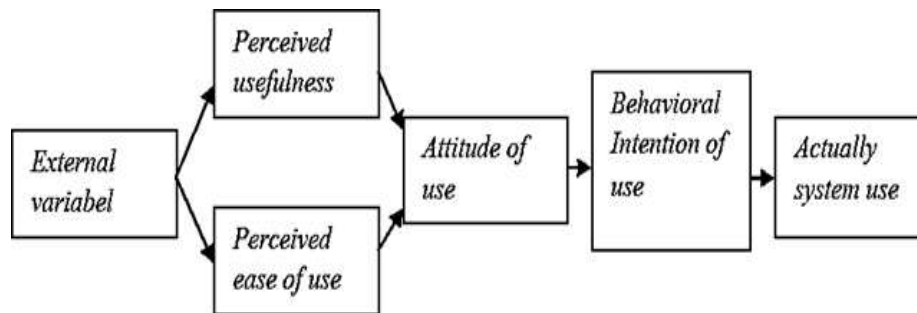 External
variabel
Perceived
usefulness
Perceived
ease of use
Attitude of
use
Behavioral
Intention of
use
Actually
system use